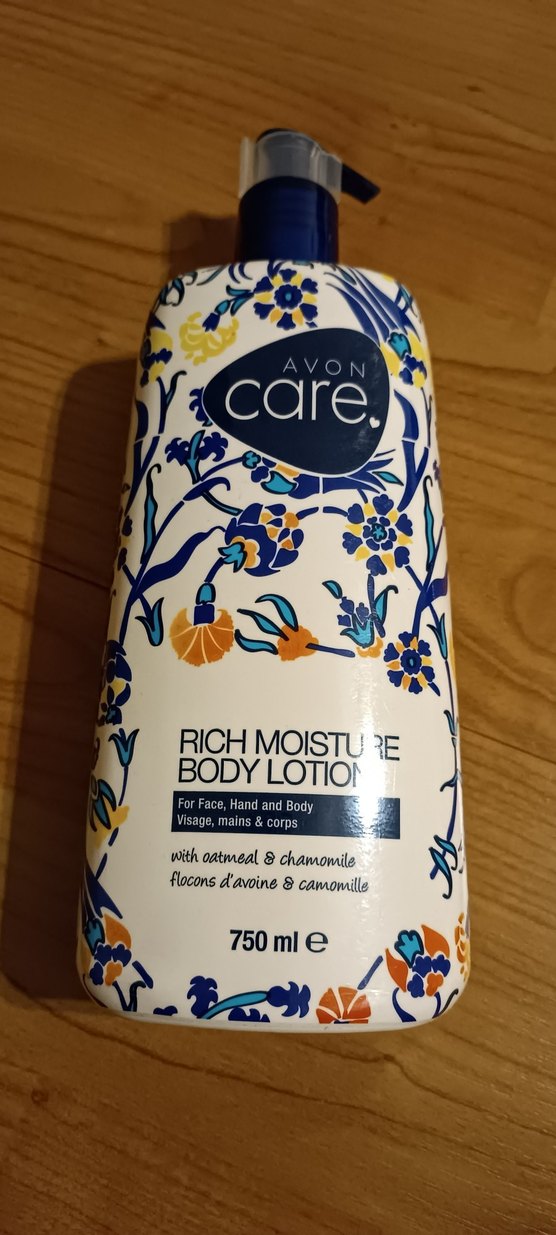 AVON
care
RICH MOISTURE
BODY LOTION
For Face, Hand and Body
Visage, mains & corps
with oatmeal & chamomile
flocons d'avoine & camomille
750 ml ℮